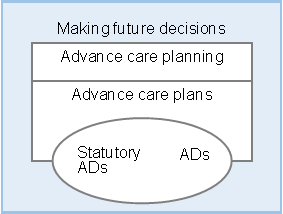 Making future decisions
Advance care planning
Advance care plans
Statutory ADs
ADs